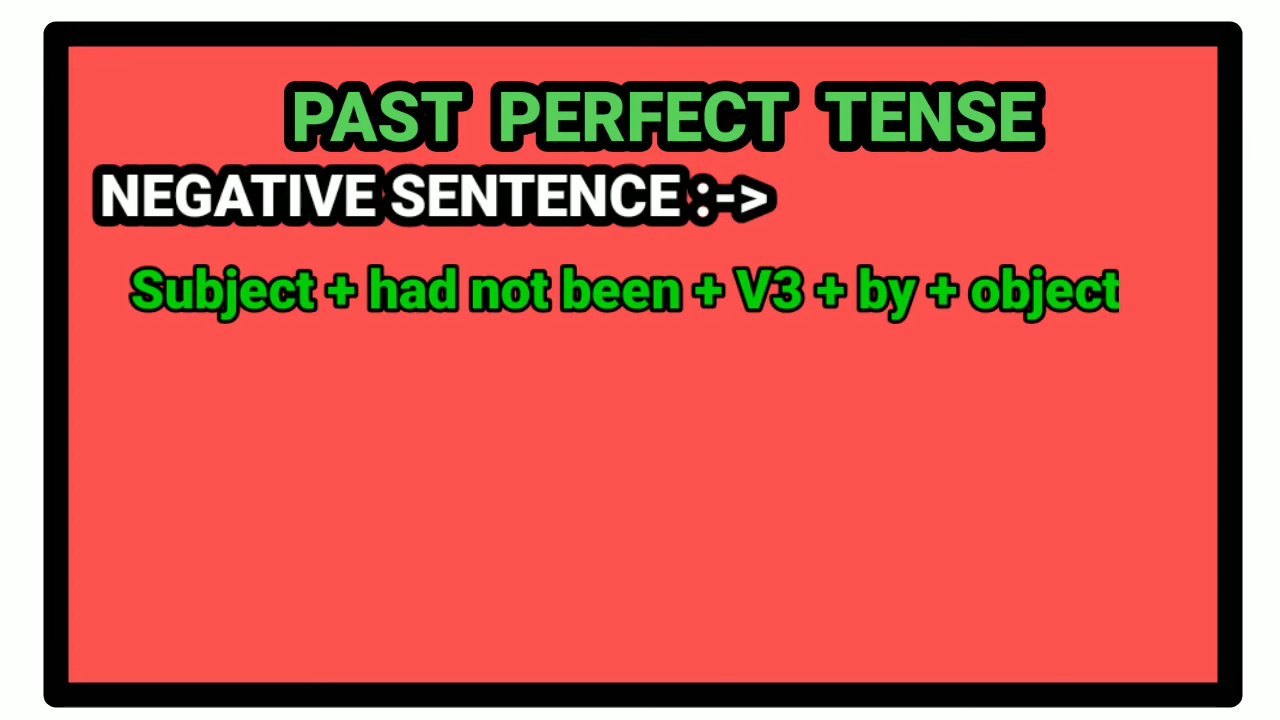 PAST PERFECT TENSE
NEGATIVE SENTENCE :->
Subject + had not been + V3 + by + object